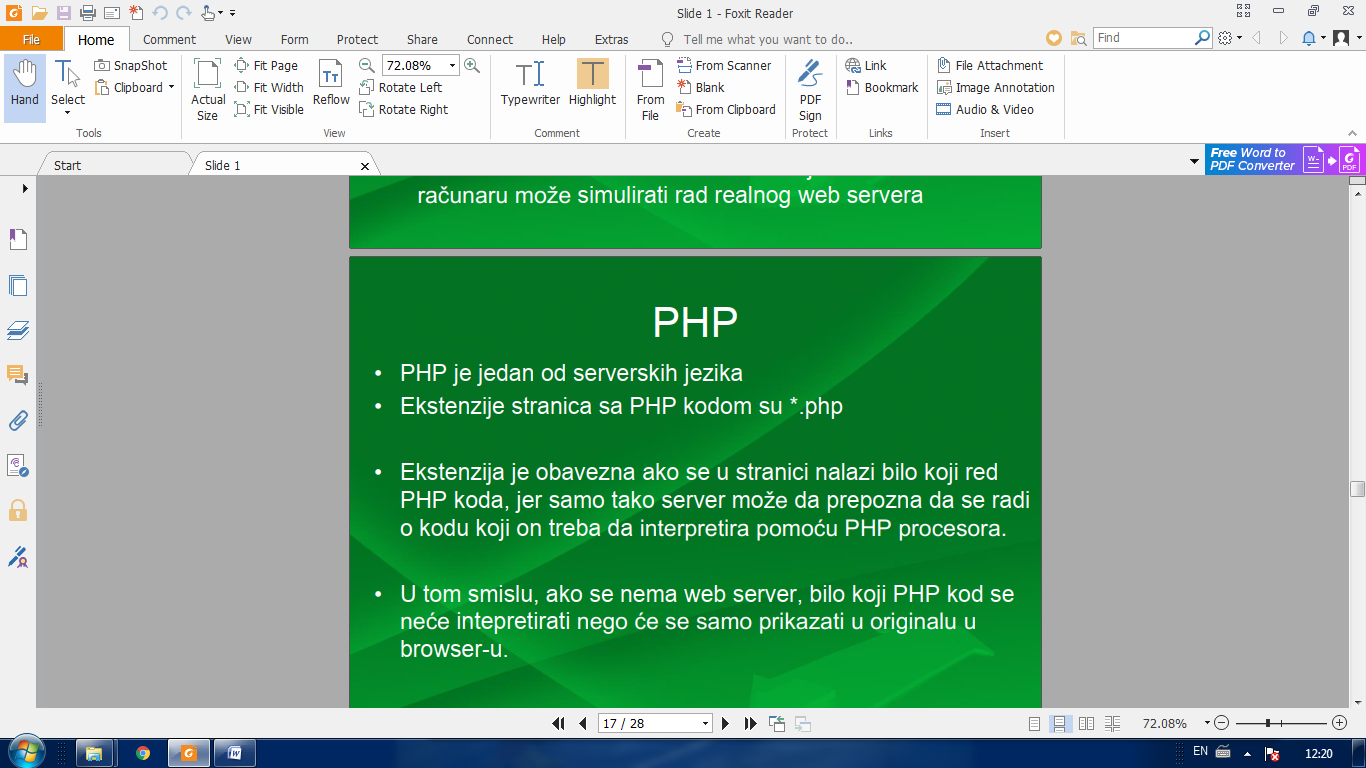 Slide 1 - Foxit Reader
File Home Comment View Form Protect Share Connect Help Extras Tell me what you want to do.. Find
Hand
Select
SnapShot
Clipboard
Tools
Actual Size
Fit Page
Fit Width
Fit Visible
Reflow
72.08%
Rotate Left
Rotate Right
View
Typewriter
Highlight
Comment
From File
From Scanner
Blank
From Clipboard
Create
PDF Sign
Protect
Link
Bookmark
Links
File Attachment
Image Annotation
Audio & Video
Insert
Start
Slide 1
Free Word to
PDF Converter
računaru može simulirati rad realnog web servera
PHP
• PHP je jedan od serverskih jezika
• Ekstenzije stranica sa PHP kodom su *.php
• Ekstenzija je obavezna ako se u stranici nalazi bilo koji red
PHP koda, jer samo tako server može da prepozna da se radi
o kodu koji on treba da interpretira pomoću PHP procesora.
• U tom smislu, ako se nema web server, bilo koji PHP kod se
neće intepretirati nego će se samo prikazati u originalu u
browser-u.
17 / 28
72.08%
EN
12:20